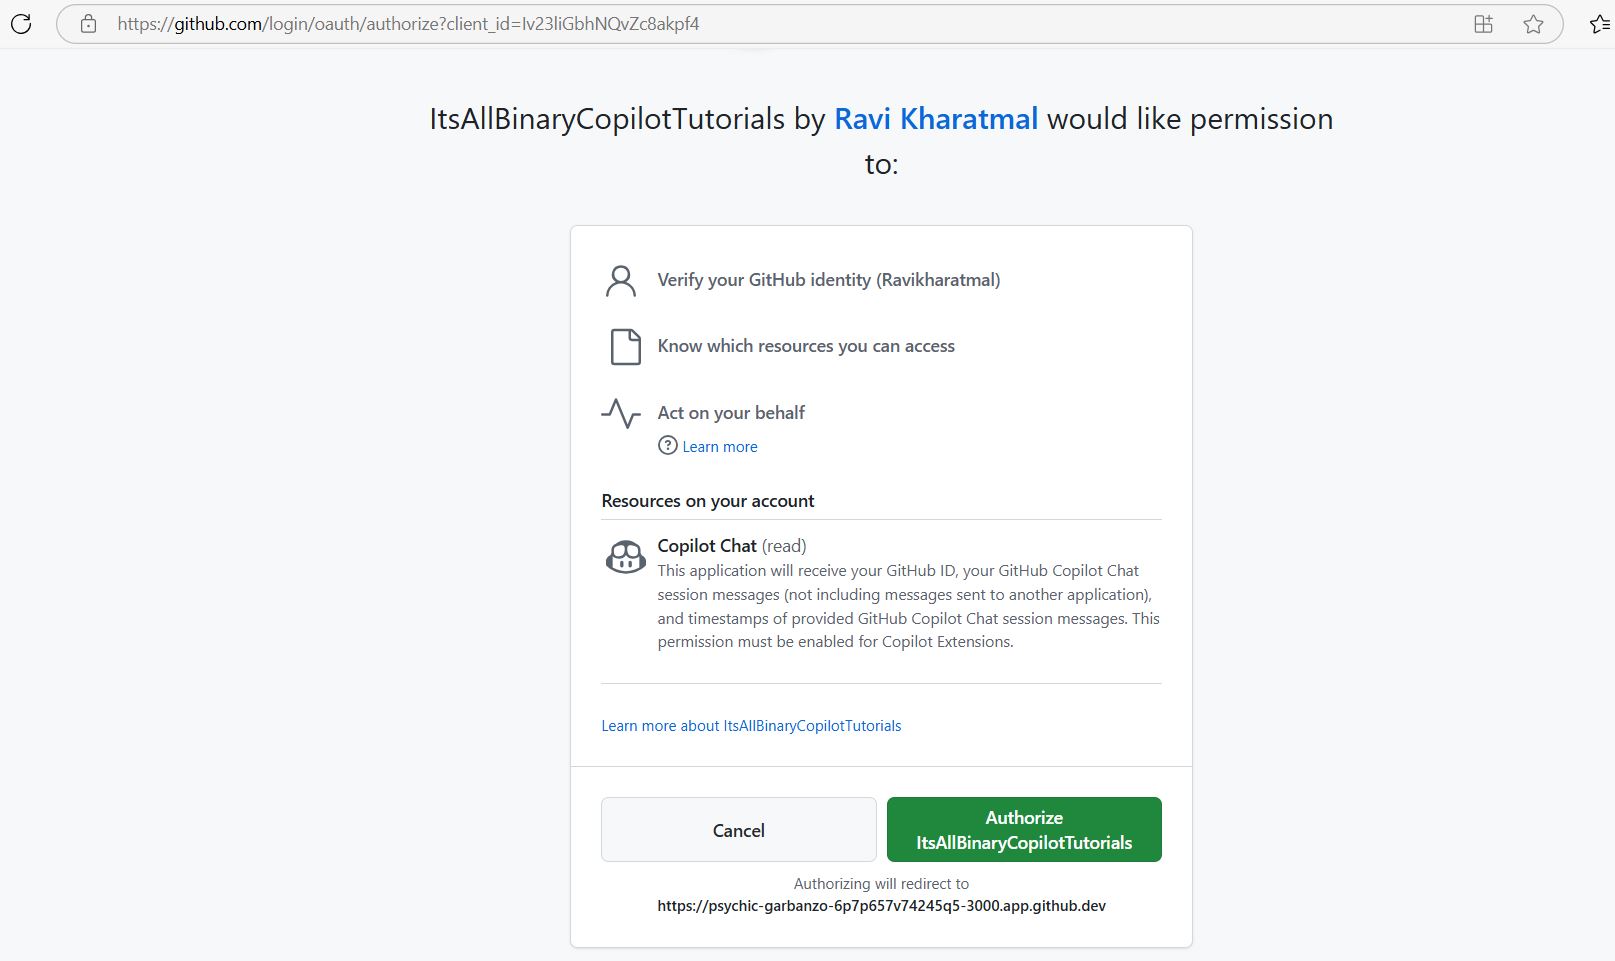 https://github.com/login/oauth/authorize?client_id=Iv23liGbhNQvZc8akpf4
ItsAllBinaryCopilotTutorials by Ravi Kharatmal would like permission
to:
Verify your GitHub identity (Ravikharatmal)
Know which resources you can access
Act on your behalf
Learn more
Resources on your account
Copilot Chat (read)
This application will receive your GitHub ID, your GitHub Copilot Chat
session messages (not including messages sent to another application),
and timestamps of provided GitHub Copilot Chat session messages. This
permission must be enabled for Copilot Extensions.
Learn more about ItsAllBinaryCopilotTutorials
Cancel
Authorize
ItsAllBinaryCopilotTutorials
Authorizing will redirect to
https://psychic-garbanzo-6p7p657v74245q5-3000.app.github.dev